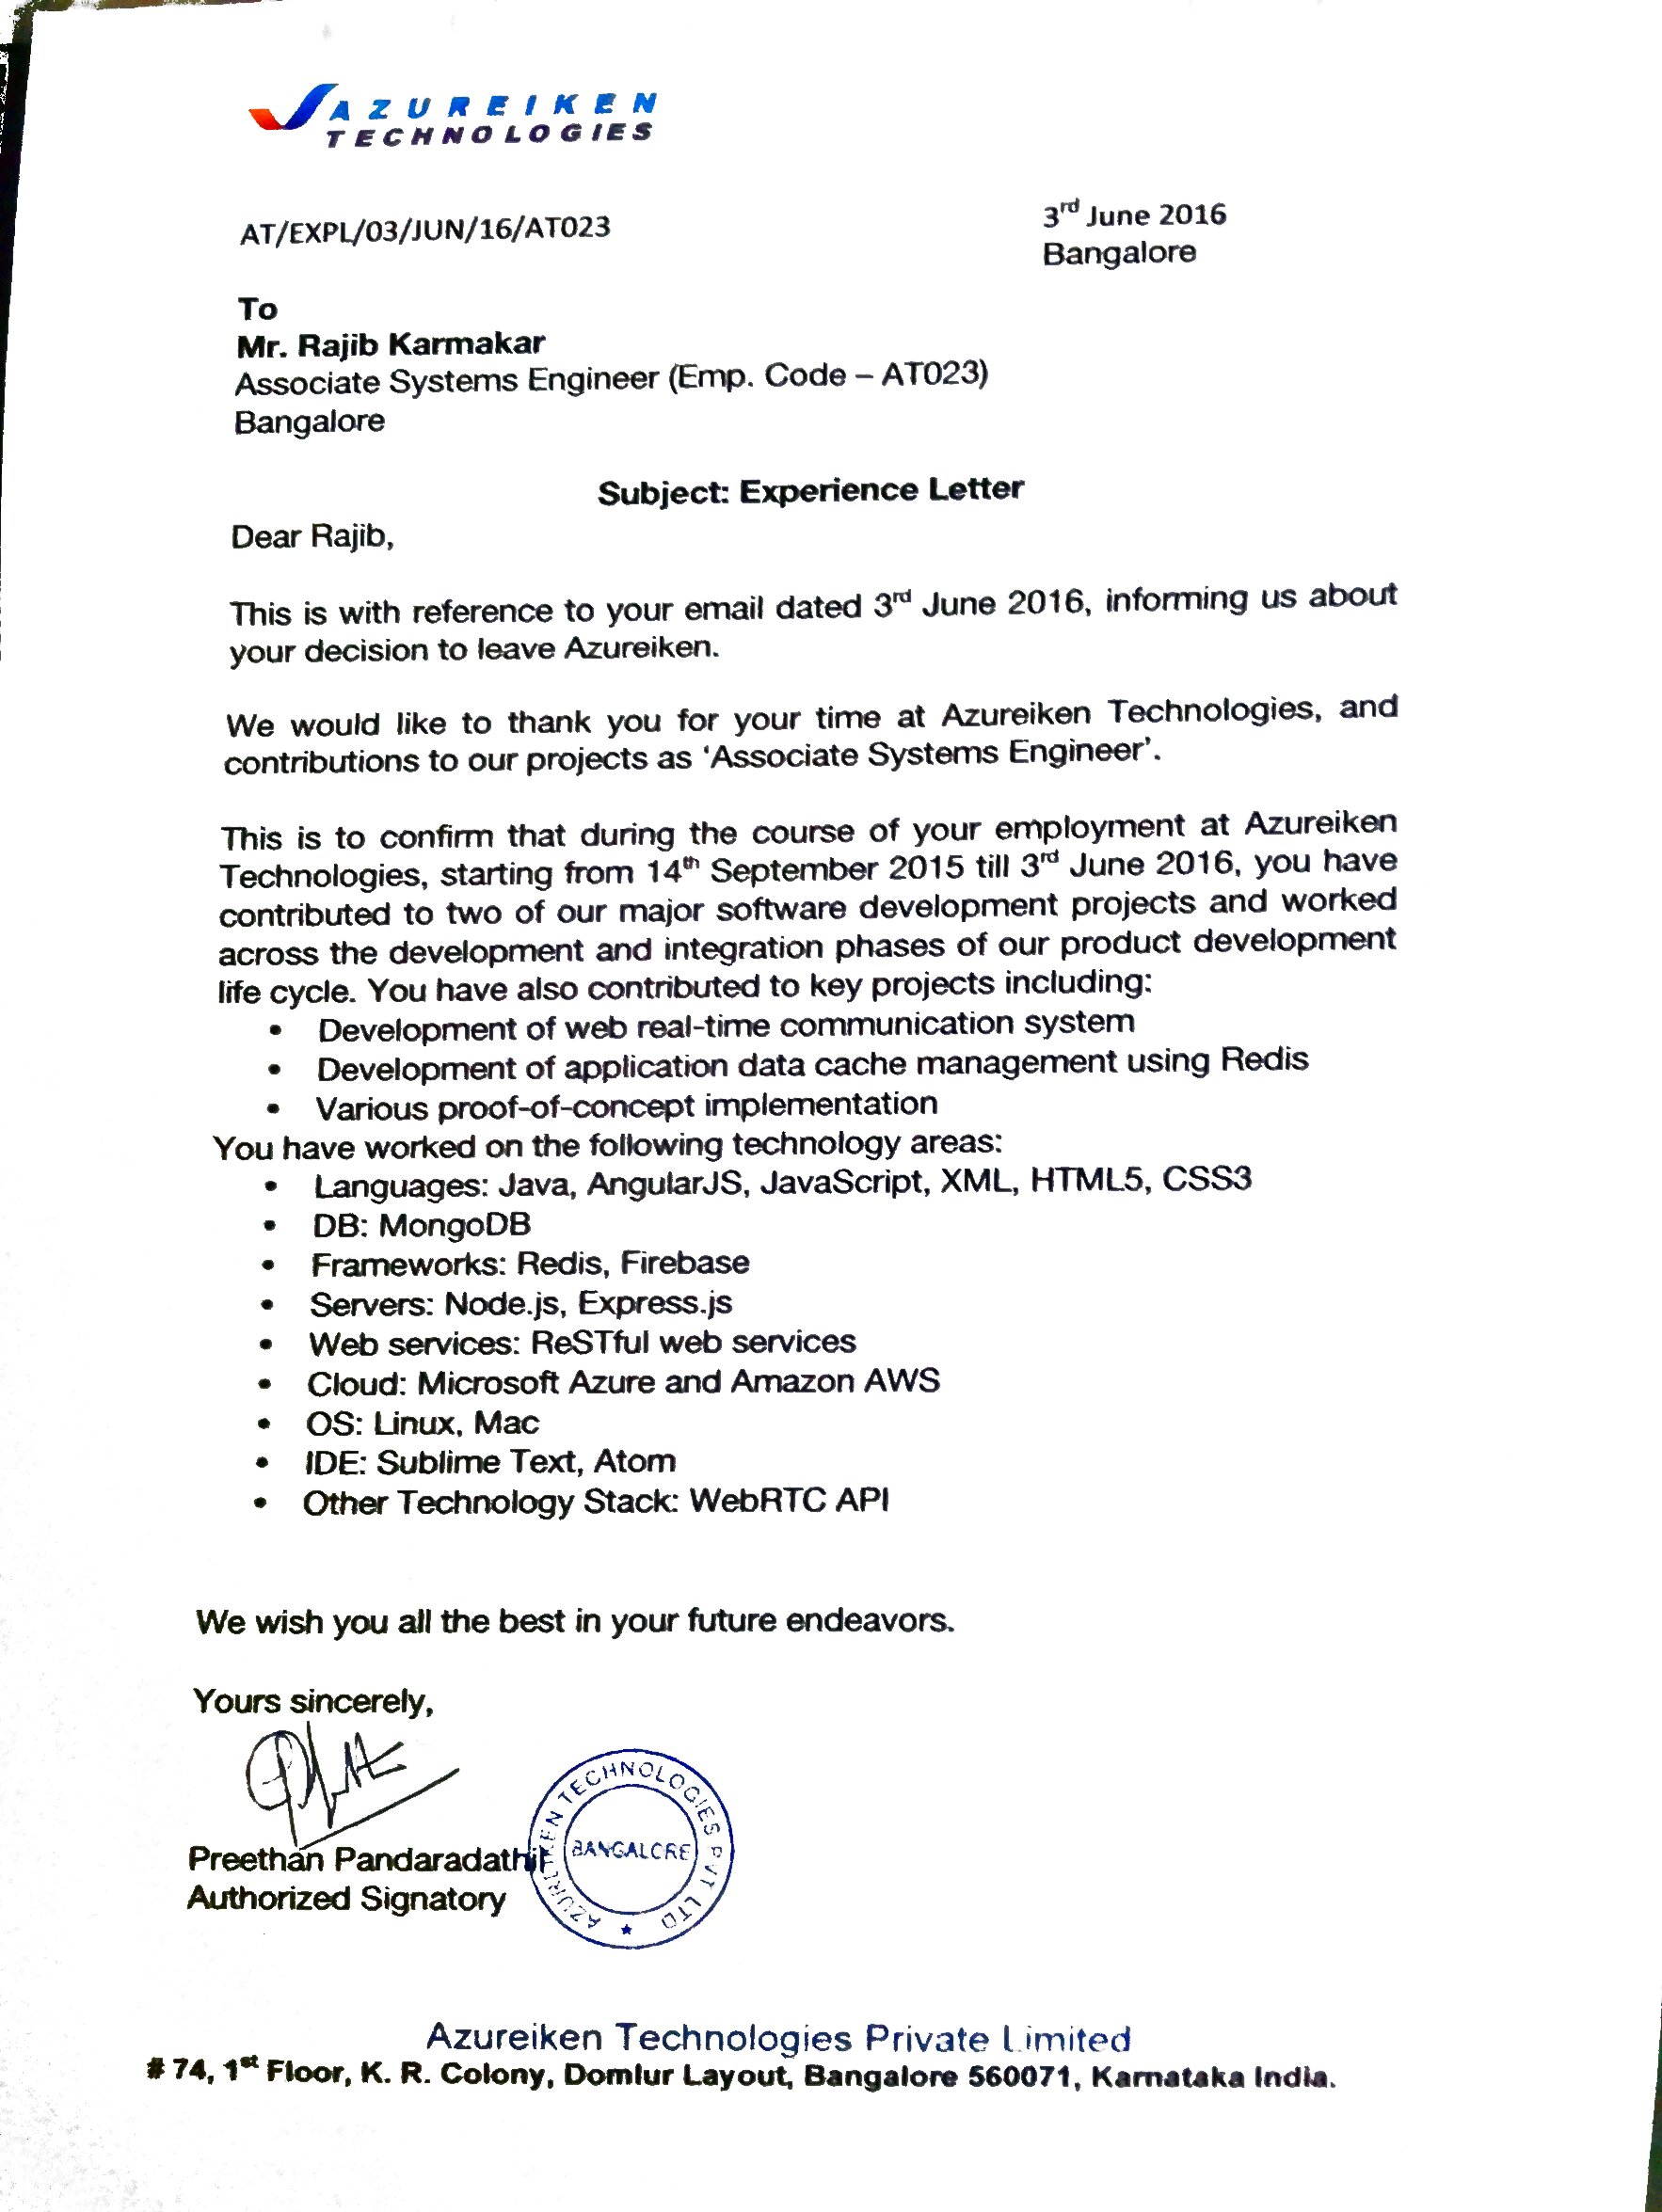 AZUREIKEN
TECHNOLOGIES
AT/EXPL/03/JUN/16/AT023
3rd June 2016
Bangalore
To
Mr. Rajib Karmakar
Associate Systems Engineer (Emp. Code – AT023)
Bangalore
Subject: Experience Letter
Dear Rajib,
This is with reference to your email dated 3rd June 2016, informing us about
your decision to leave Azureiken.
We would like to thank you for your time at Azureiken Technologies, and
contributions to our projects as ‘Associate Systems Engineer’.
This is to confirm that during the course of your employment at Azureiken
Technologies, starting from 14th September 2015 till 3rd June 2016, you have
contributed to two of our major software development projects and worked
across the development and integration phases of our product development
life cycle. You have also contributed to key projects including:
• Development of web real-time communication system
• Development of application data cache management using Redis
• Various proof-of-concept implementation
You have worked on the following technology areas:
• Languages: Java, AngularJS, JavaScript, XML, HTML5, CSS3
• DB: MongoDB
• Frameworks: Redis, Firebase
• Servers: Node.js, Express.js
• Web services: ReSTful web services
• Cloud: Microsoft Azure and Amazon AWS
• OS: Linux, Mac
• IDE: Sublime Text, Atom
• Other Technology Stack: WebRTC API
We wish you all the best in your future endeavors.
Yours sincerely,
Preethan Pandaradathil
Authorized Signatory
AZUREIKEN TECHNOLOGIES PVT LTD
BANGALORE
Azureiken Technologies Private Limited
# 74, 1st Floor, K. R. Colony, Domlur Layout, Bangalore 560071, Karnataka India.